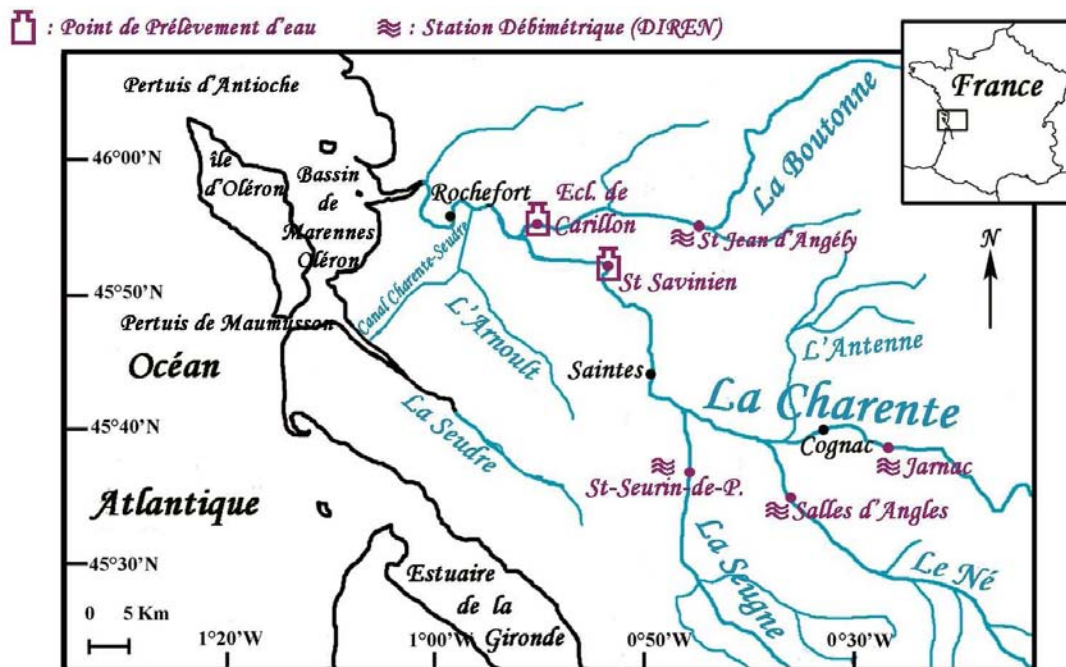 : Point de Prélèvement d'eau
: Station Débimétrique (DIREN)
Pertuis d'Antioche
France
46°00'N
île
d'Oléron
Bassin
de
Marennes
Oléron
Rochefort
Ecl. de
Carillon
La Boutonne
St Jean d'Angély
N
St Savinien
Canal Charente-Seudre
45°50'N
Pertuis de Maumusson
L'Arnoult
L'Antenne
Océan
Saintes
La Charente
45°40'N
La Seudre
Cognac
Jarnac
St-Seurin-de-P.
Salles d'Angles
Atlantique
45°30'N
Estuaire
de la
Gironde
La Seugne
Le Né
0 5 Km
1°20'W
1°00'W
0°50'W
0°30'W